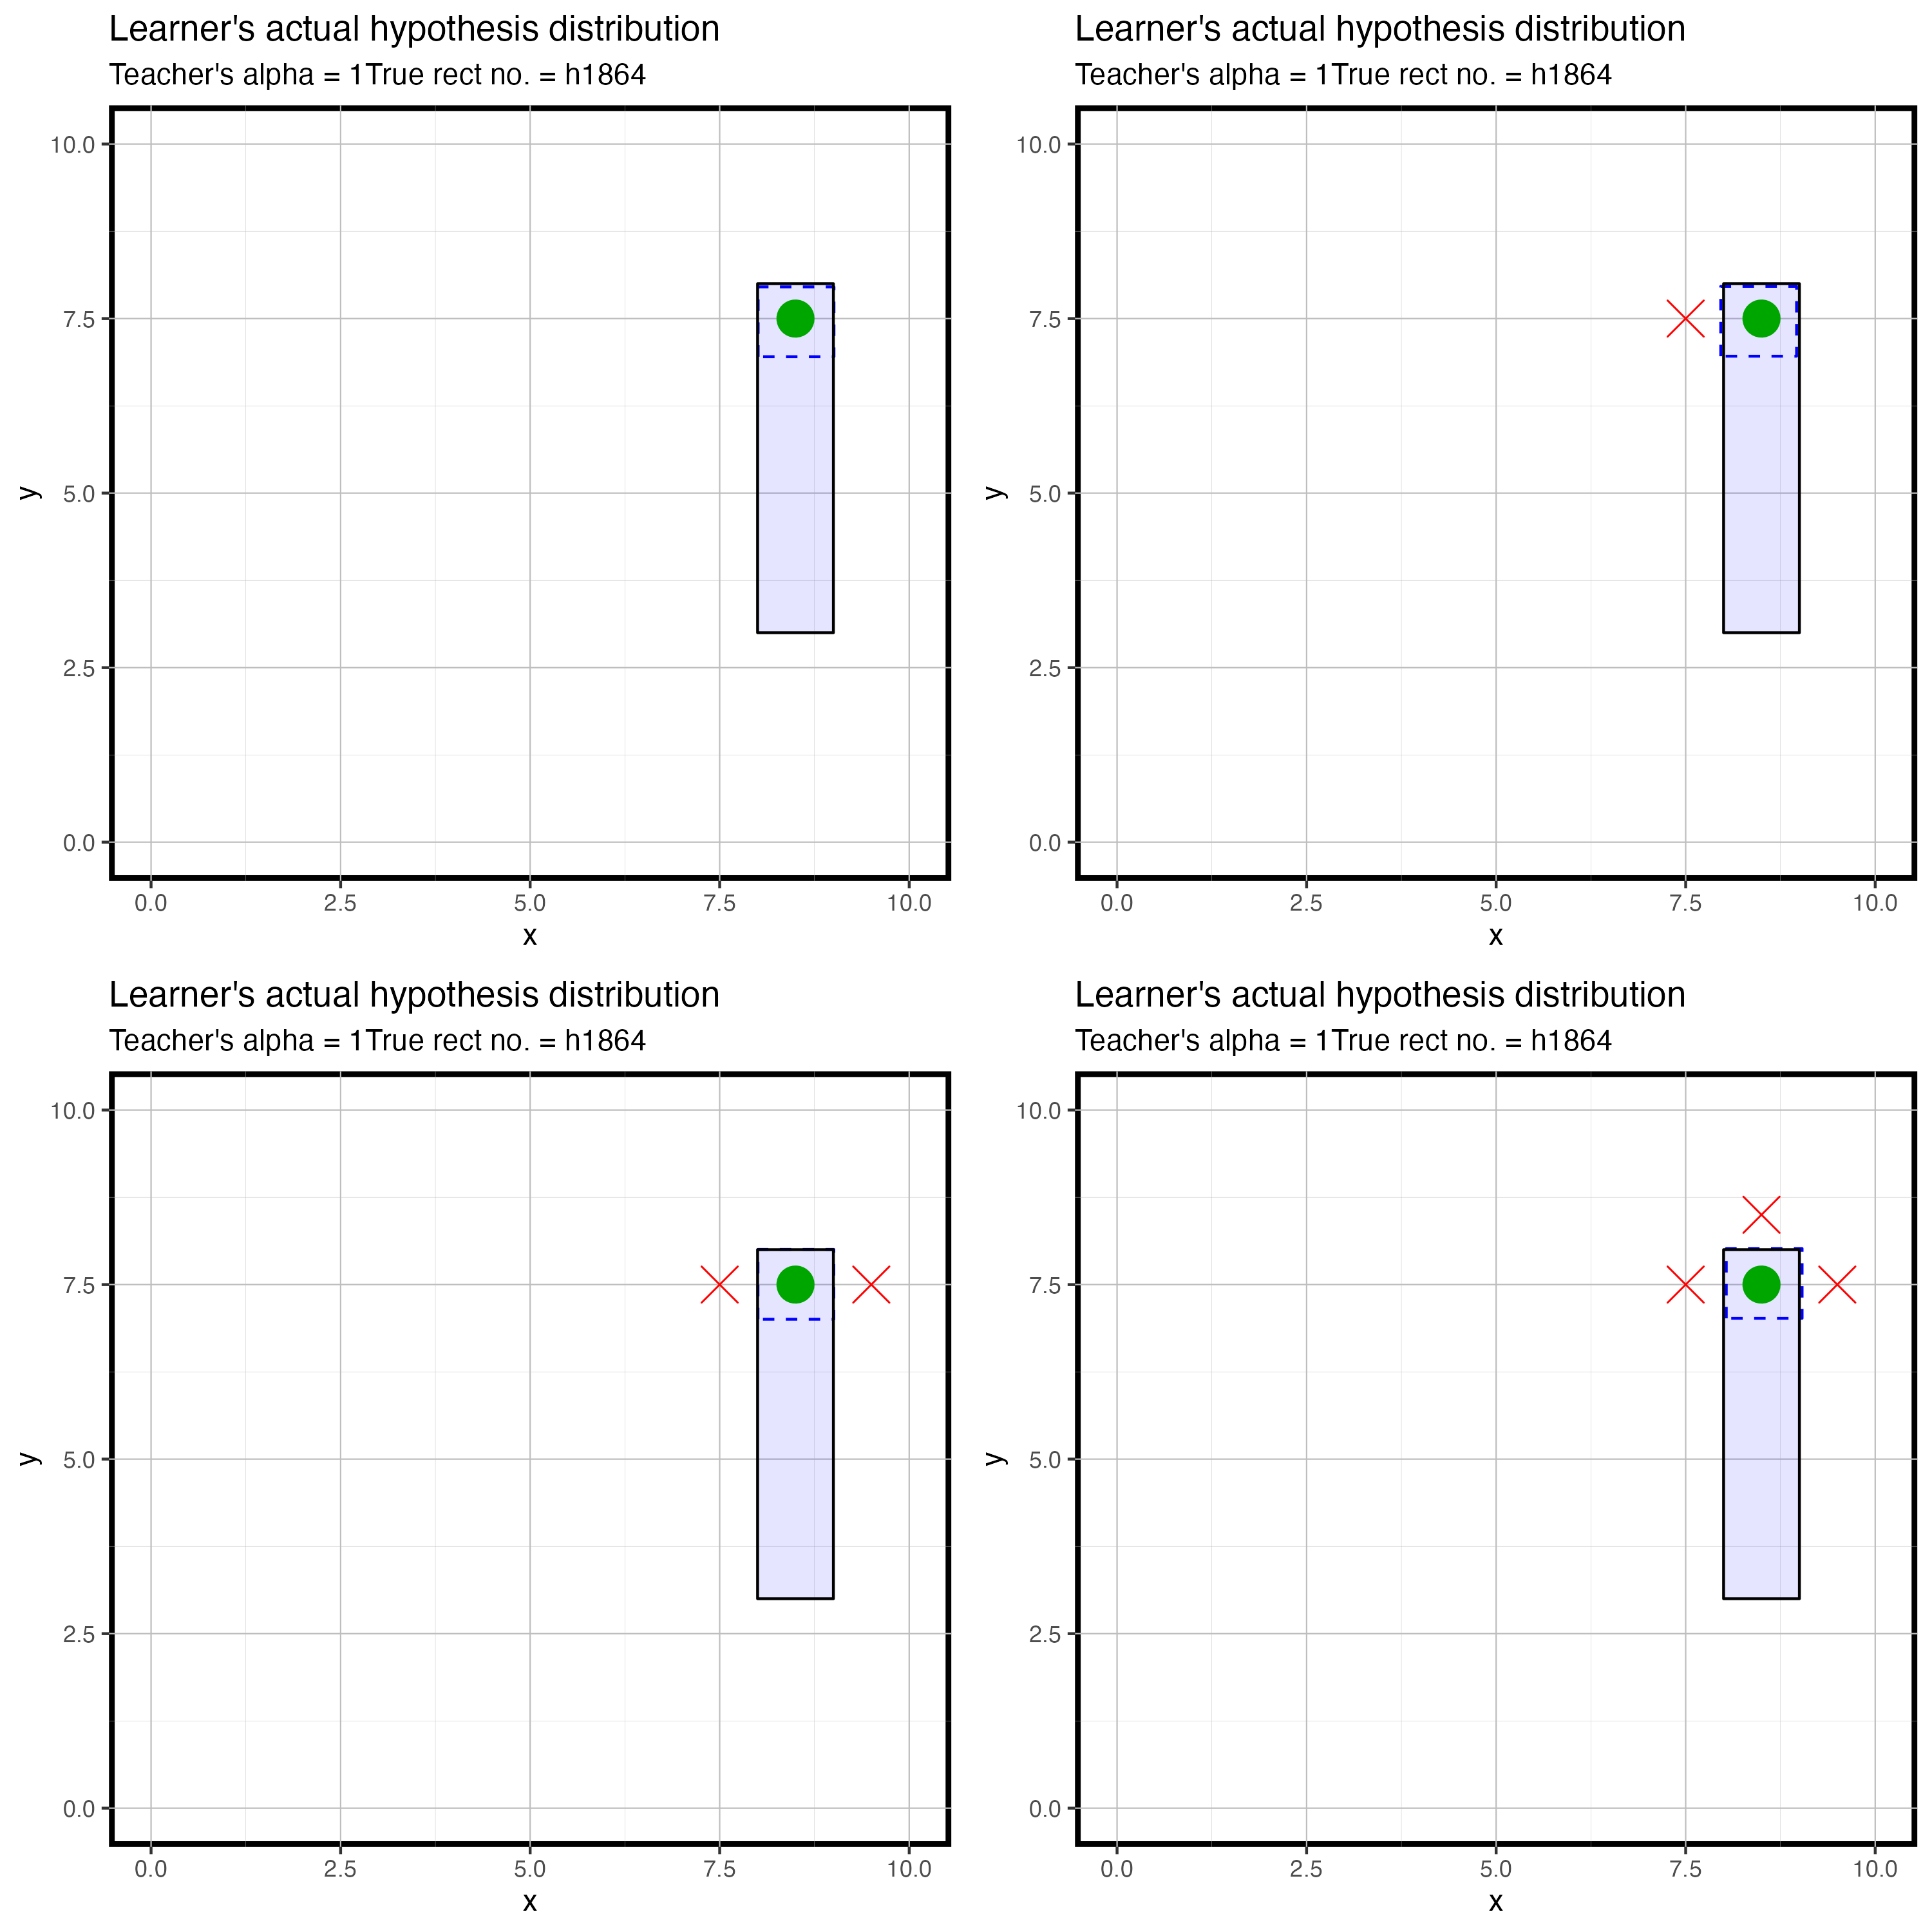 Learner's actual hypothesis distribution
Teacher's alpha = 1True rect no. = h1864
10.0
7.5
5.0
2.5
0.0
y
0.0 2.5 5.0 7.5 10.0
x
Learner's actual hypothesis distribution
Teacher's alpha = 1True rect no. = h1864
10.0
7.5
5.0
2.5
0.0
y
0.0 2.5 5.0 7.5 10.0
x
Learner's actual hypothesis distribution
Teacher's alpha = 1True rect no. = h1864
10.0
7.5
5.0
2.5
0.0
y
0.0 2.5 5.0 7.5 10.0
x
Learner's actual hypothesis distribution
Teacher's alpha = 1True rect no. = h1864
10.0
7.5
5.0
2.5
0.0
y
0.0 2.5 5.0 7.5 10.0
x